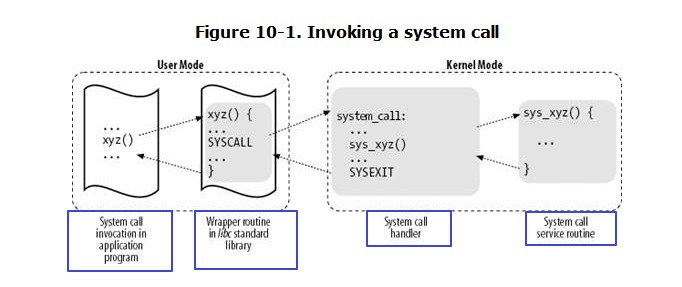 Figure 10-1. Invoking a system call
User Mode
Kernel Mode
...
xyz()
...
xyz() {
...
SYSCALL
...
}
system_call:
...
sys_xyz()
...
SYSEXIT
sys_xyz() {
...
}
System call
invocation in
application
program
Wrapper routine
in libc standard
library
System call
handler
System call
service routine